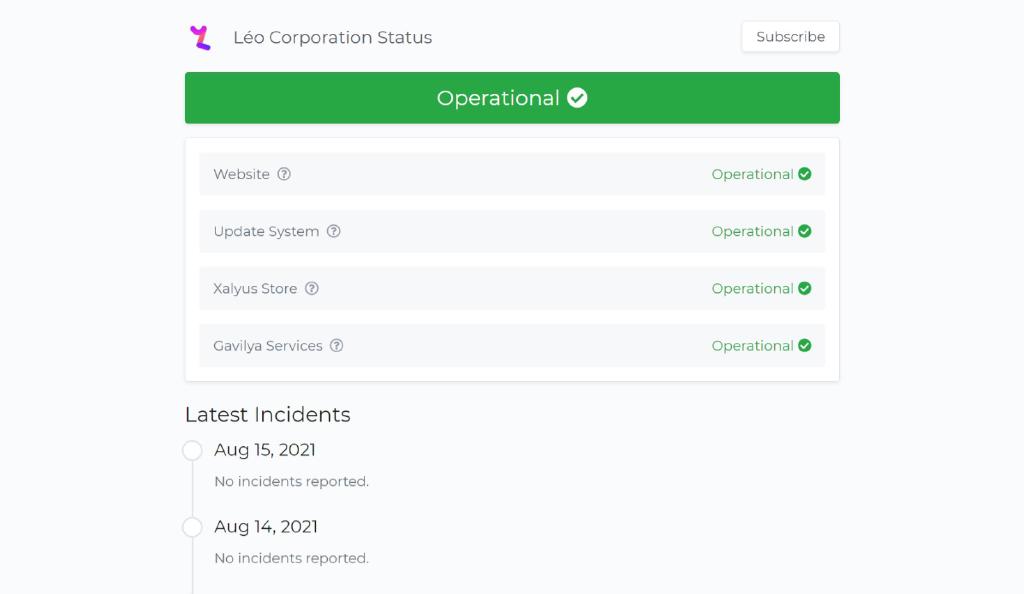 Léo Corporation Status
Subscribe
Operational
Website
Operational
Update System
Operational
Xalyus Store
Operational
Gavilya Services
Operational
Latest Incidents
Aug 15, 2021
No incidents reported.
Aug 14, 2021
No incidents reported.